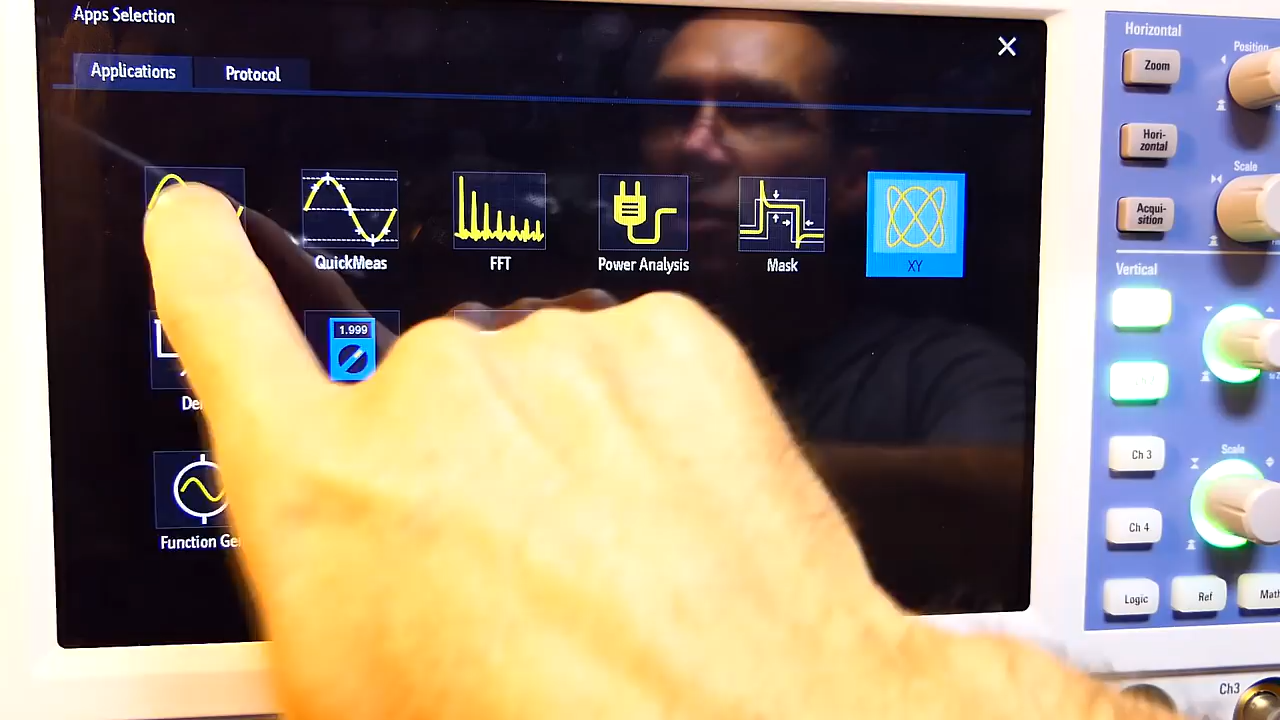 Apps Selection
Applications
Protocol
QuickMeas
FFT
Power Analysis
Mask
XY
1.999
Function
Horizontal
Position
Zoom
Hori-
zontal
Scale
Acqui-
sition
Vertical
Ch 3
Scale
Ch 4
Logic
Ref
Math
Ch3